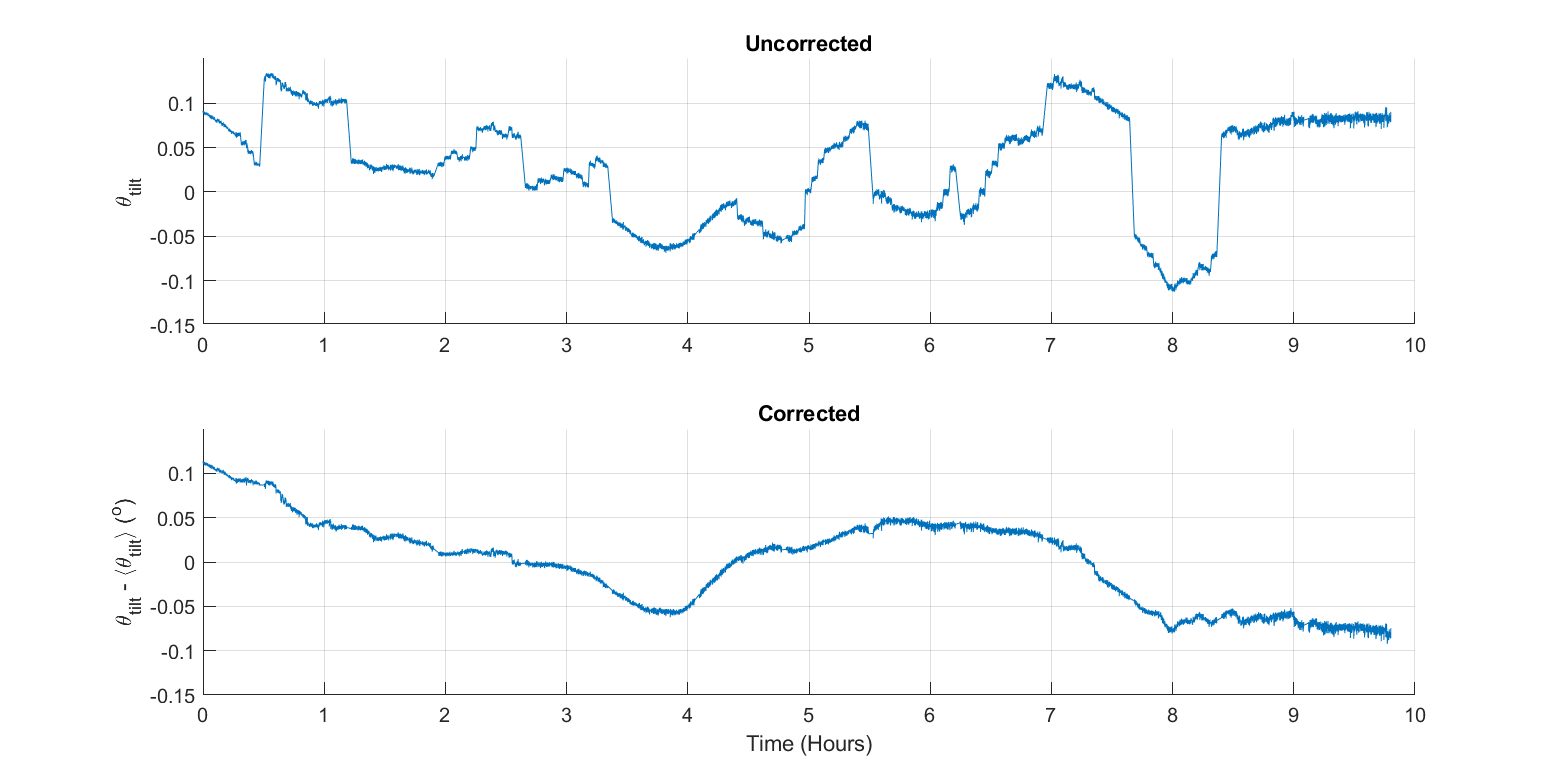 Uncorrected
θtilt
0.1
0.05
0
-0.05
-0.1
-0.15
0 1 2 3 4 5 6 7 8 9 10
Corrected
θtilt - ⟨θtilt⟩ (o)
0.1
0.05
0
-0.05
-0.1
-0.15
0 1 2 3 4 5 6 7 8 9 10
Time (Hours)